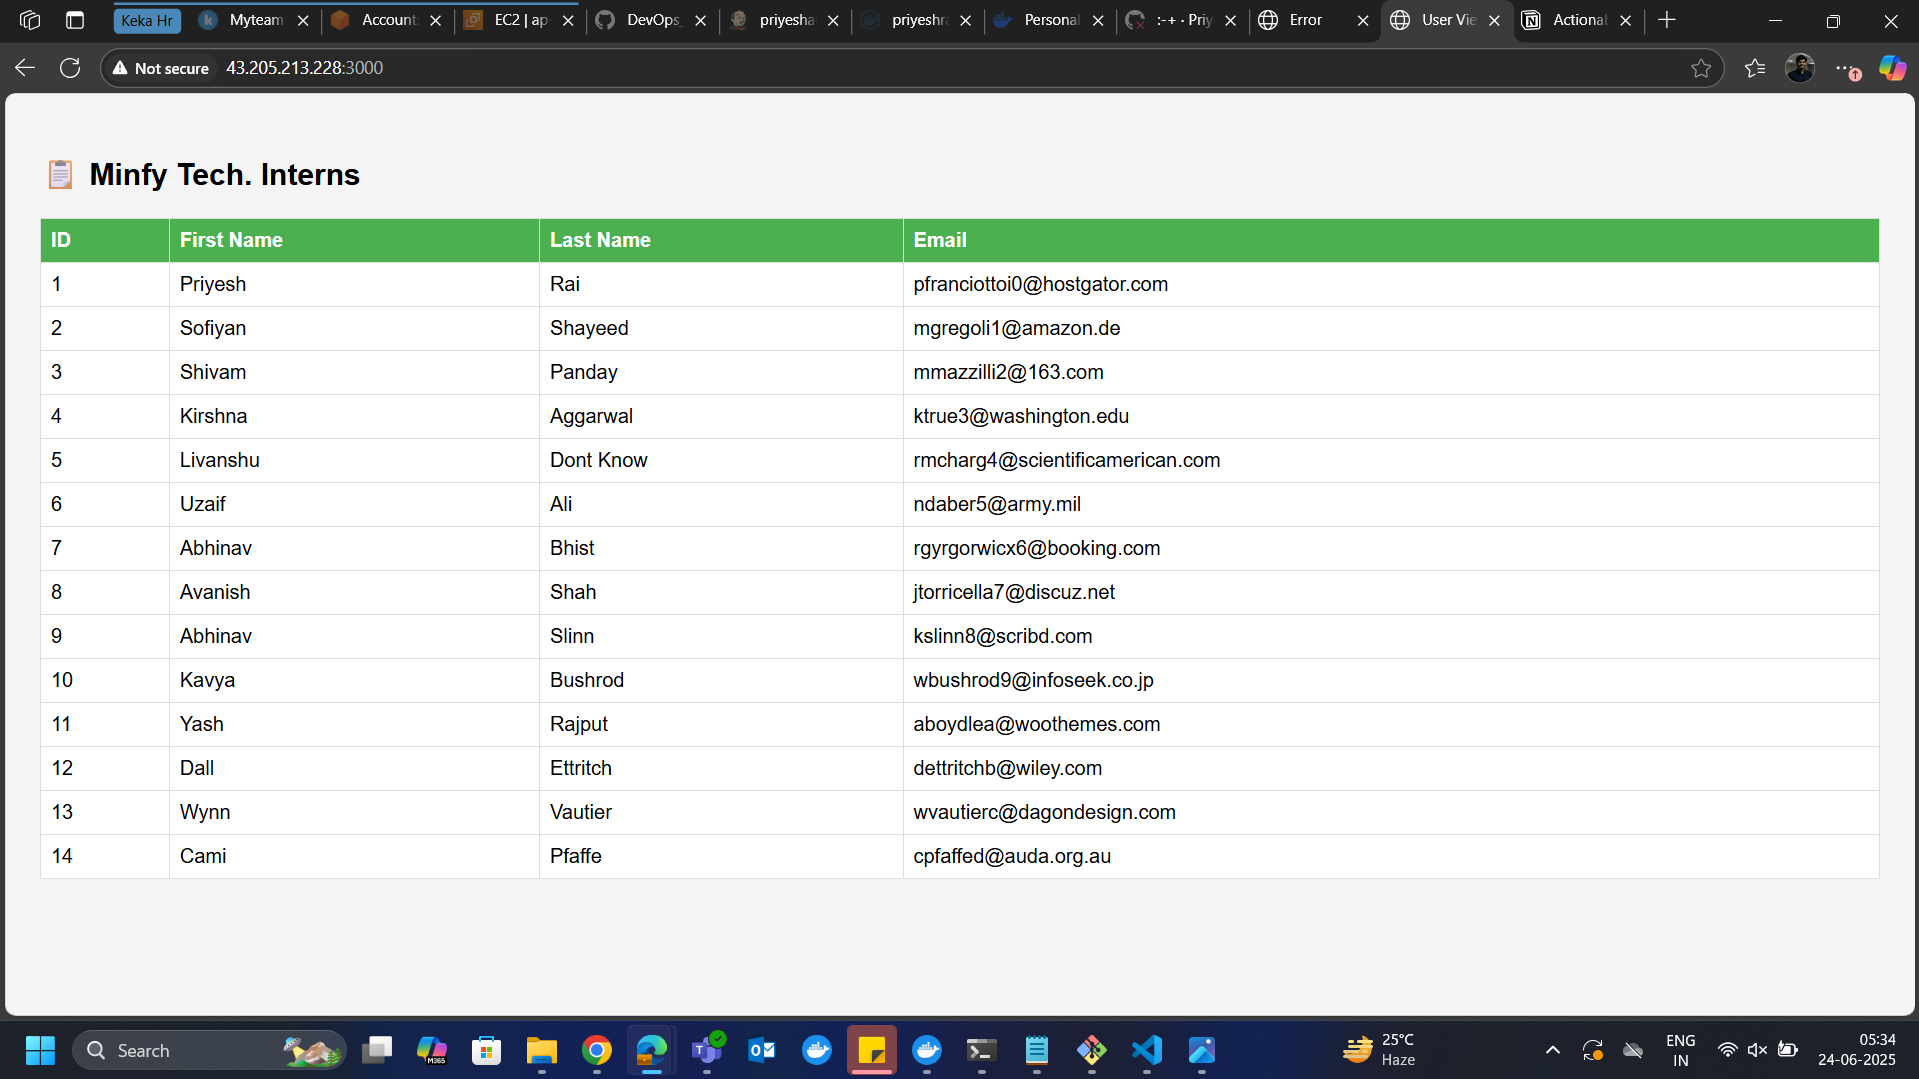 Keka Hr Myteam Account EC2 | ap- DevOps_ priyesha priyeshra Personal :-+ · Priy Error User Vie Actional
Not secure 43.205.213.228:3000
Minfy Tech. Interns
ID First Name Last Name Email
1 Priyesh Rai pfranciottoi0@hostgator.com
2 Sofiyan Shayeed mgregoli1@amazon.de
3 Shivam Panday mmazzilli2@163.com
4 Kirshna Aggarwal ktrue3@washington.edu
5 Livanshu Dont Know rmcharg4@scientificamerican.com
6 Uzaif Ali ndaber5@army.mil
7 Abhinav Bhist rgyrgorwicx6@booking.com
8 Avanish Shah jtorricella7@discuz.net
9 Abhinav Slinn kslinn8@scribd.com
10 Kavya Bushrod wbushrod9@infoseek.co.jp
11 Yash Rajput aboydlea@woothemes.com
12 Dall Ettritch dettritchb@wiley.com
13 Wynn Vautier wvautierc@dagondesign.com
14 Cami Pfaffe cpfaffed@auda.org.au
Search M365 25°C ENG 05:34
Haze IN 24-06-2025